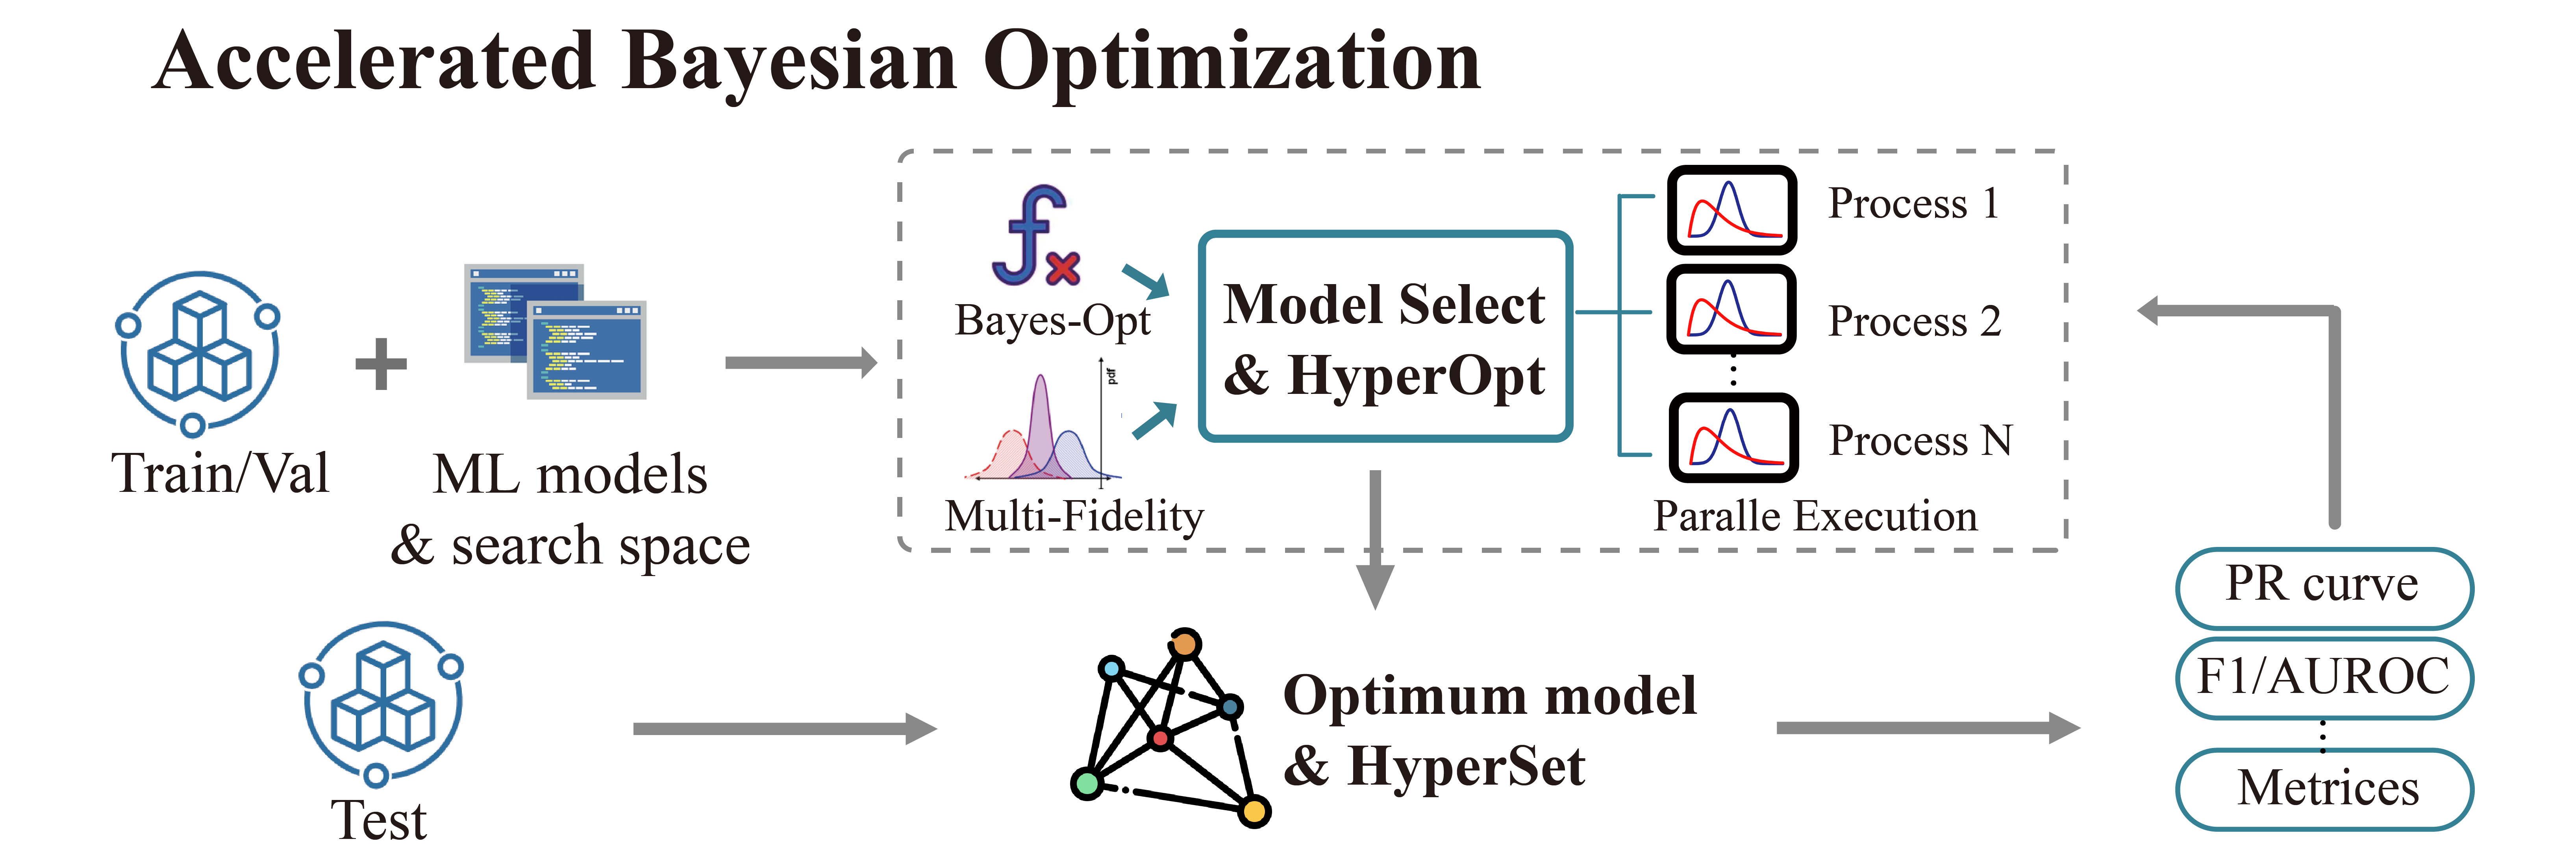 Accelerated Bayesian Optimization
Train/Val
ML models
& search space
Bayes-Opt
pdf
Multi-Fidelity
Model Select
& HyperOpt
Process 1
Process 2
Process N
Paralle Execution
Test
Optimum model
& HyperSet
PR curve
F1/AUROC
Metrices